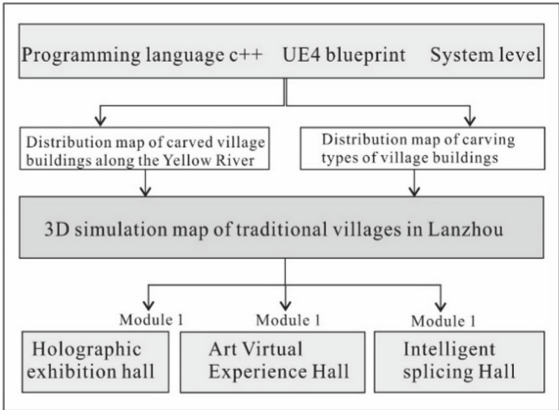 Programming language c++ UE4 blueprint System level
Distribution map of carved village
buildings along the Yellow River
Distribution map of carving
types of village buildings
3D simulation map of traditional villages in Lanzhou
Module 1
Holographic
exhibition hall
Module 1
Art Virtual
Experience Hall
Module 1
Intelligent
splicing Hall